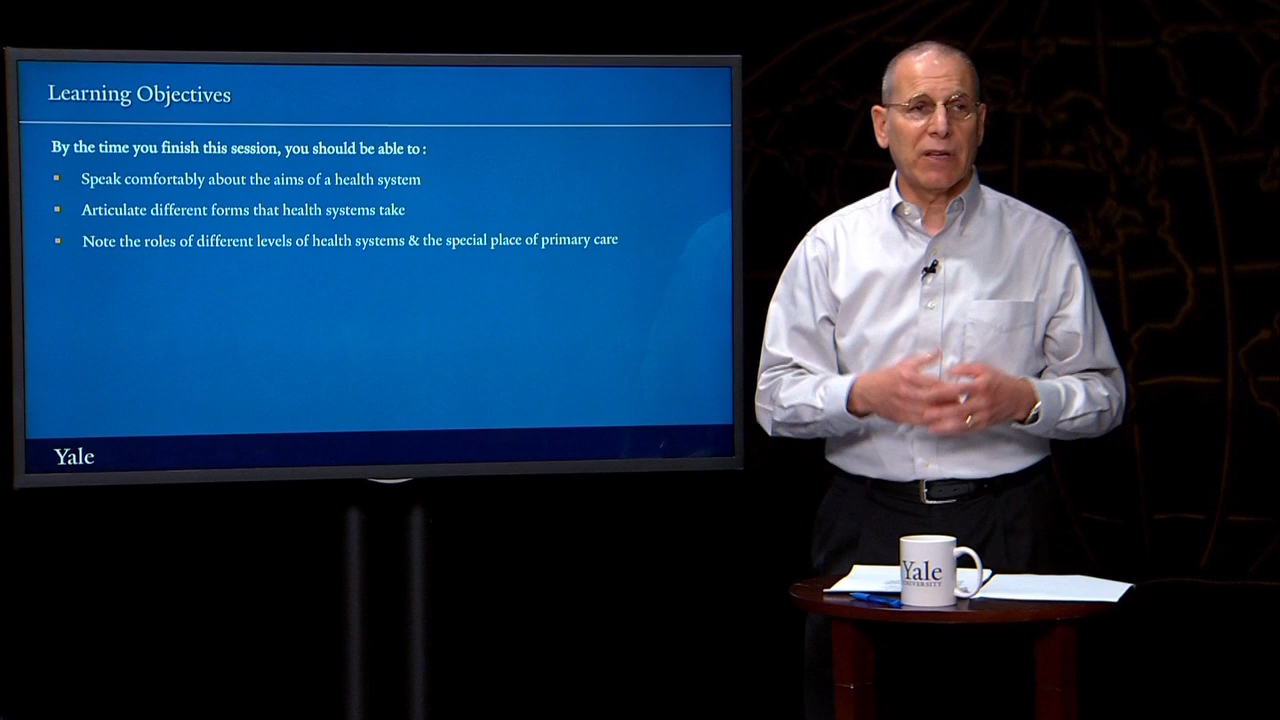 Learning Objectives
By the time you finish this session, you should be able to:
Speak comfortably about the aims of a health system
Articulate different forms that health systems take
Note the roles of different levels of health systems & the special place of primary care
Yale
Yale
UNIVERSITY